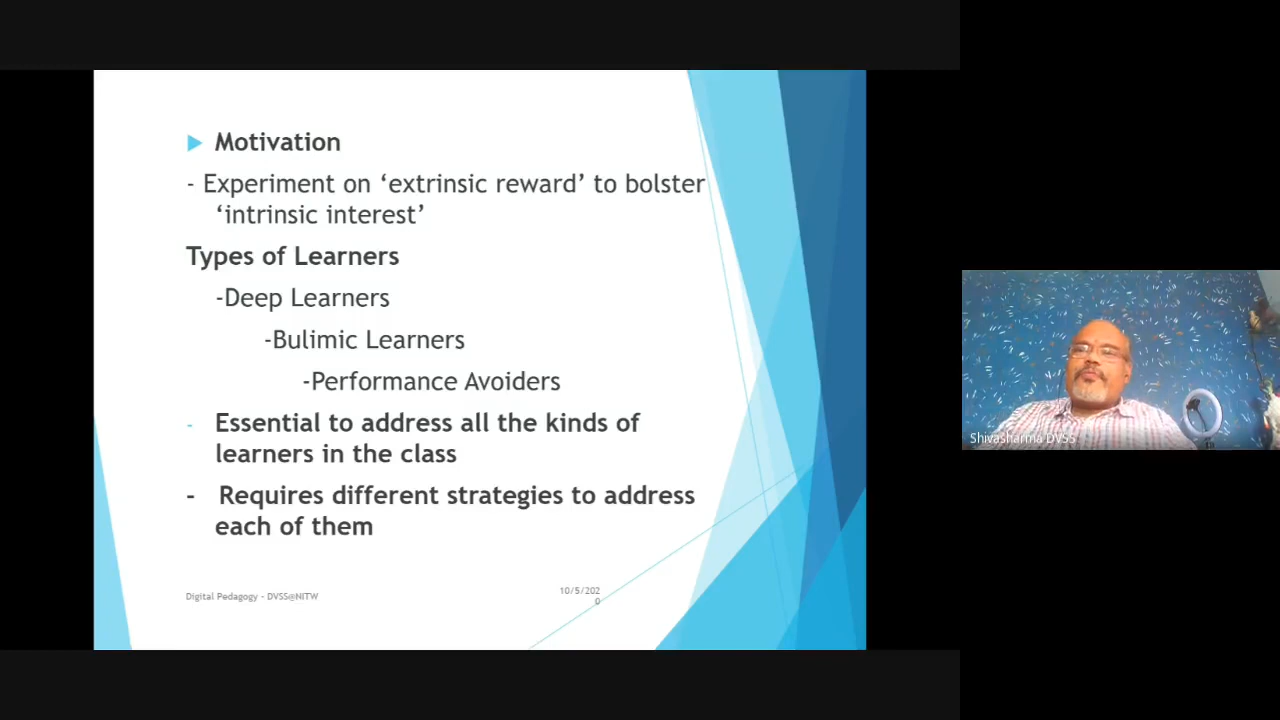 Motivation
- Experiment on ‘extrinsic reward’ to bolster
‘intrinsic interest’
Types of Learners
-Deep Learners
-Bulimic Learners
-Performance Avoiders
- Essential to address all the kinds of
learners in the class
- Requires different strategies to address
each of them
Digital Pedagogy - DVSS@NITW
10/5/202
0
Shivasharma DVSS